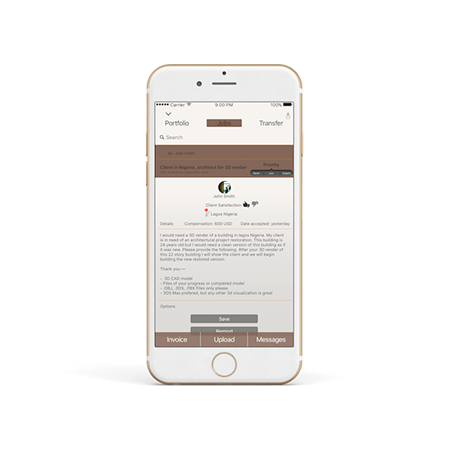 Carrier 9:00 PM 100%
Portfolio Jobs Transfer
Search
Client in Nigeria, architect for 3D render
Priority
John Smith
Client Satisfaction
Lagos Nigeria
Details Compensation: 600 USD Date accepted: yesterday
I would need a 3D render of a building in lagos Nigeria. My client
is in need of an architectural project restoration. This building is
28 years old but i would need a clean version of this building as if
it was new. Please provide the following. After your 3D render of
this 22 story building I will show the client and we will begin
building the new restored version.
Thank you —
- 3D CAD model
- Files of your progress or completed model
- .OBJ, .3DS, .FBX Files only please
- 3DS Max prefered, but any other 3d visualization is great!
Options
Save
Remind
Invoice Upload Messages